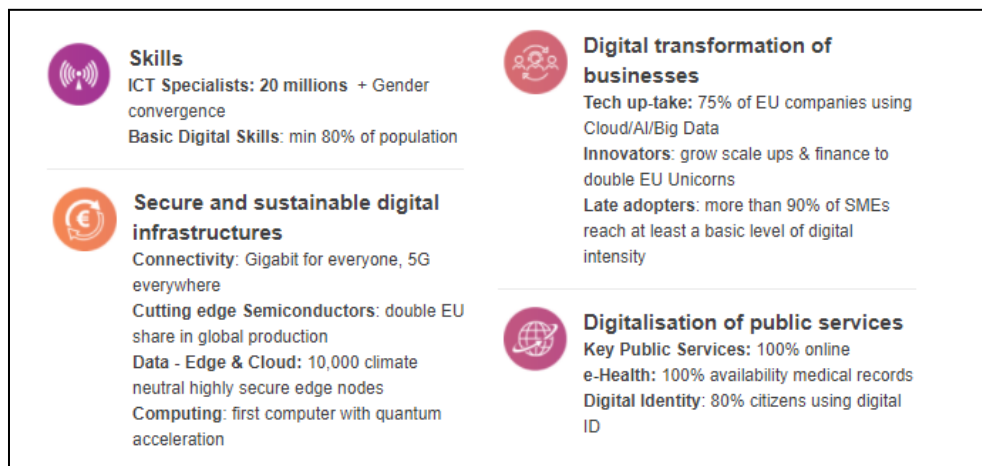 Skills
ICT Specialists: 20 millions + Gender
convergence
Basic Digital Skills: min 80% of population
Secure and sustainable digital
infrastructures
Connectivity: Gigabit for everyone, 5G
everywhere
Cutting edge Semiconductors: double EU
share in global production
Data - Edge & Cloud: 10,000 climate
neutral highly secure edge nodes
Computing: first computer with quantum
acceleration
Digital transformation of
businesses
Tech up-take: 75% of EU companies using
Cloud/AI/Big Data
Innovators: grow scale ups & finance to
double EU Unicorns
Late adopters: more than 90% of SMEs
reach at least a basic level of digital
intensity
Digitalisation of public services
Key Public Services: 100% online
e-Health: 100% availability medical records
Digital Identity: 80% citizens using digital
ID